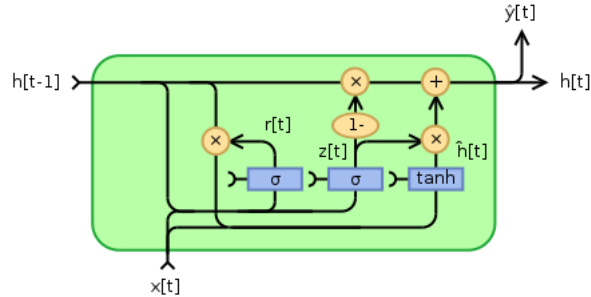 ŷ[t]
h[t-1]
×
+
h[t]
1-
r[t]
×
×
z[t]
ĥ[t]
σ
σ
tanh
x[t]